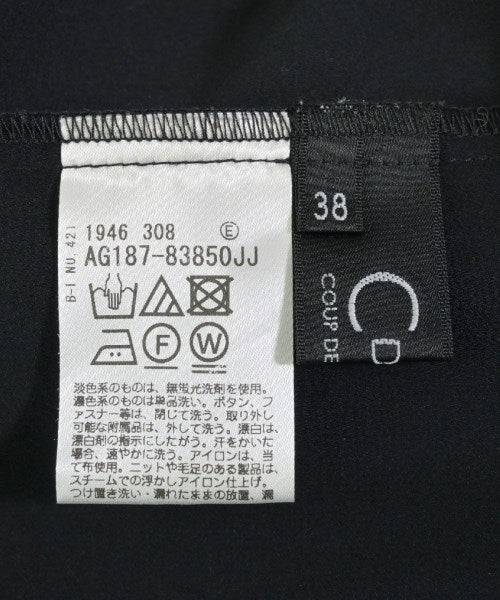 B-I NO. 421
1946 308 Ⓔ
AG187-83850JJ
F W
淡色系のものは、無蛍光洗剤を使用。
濃色系のものは単品洗い。ボタン、フ
ァスナー等は、閉じて洗う。取り外し
可能な附属品は、外して洗う。漂白は、
漂白剤の指示にしたがう。汗をかいた
場合、速やかに洗う。アイロンは、当
て布使用。ニットや毛足のある製品は、
スチームでの浮かしアイロン仕上げ。
つけ置き洗い・濡れたままの放置、濡
38
CD
COUP DE